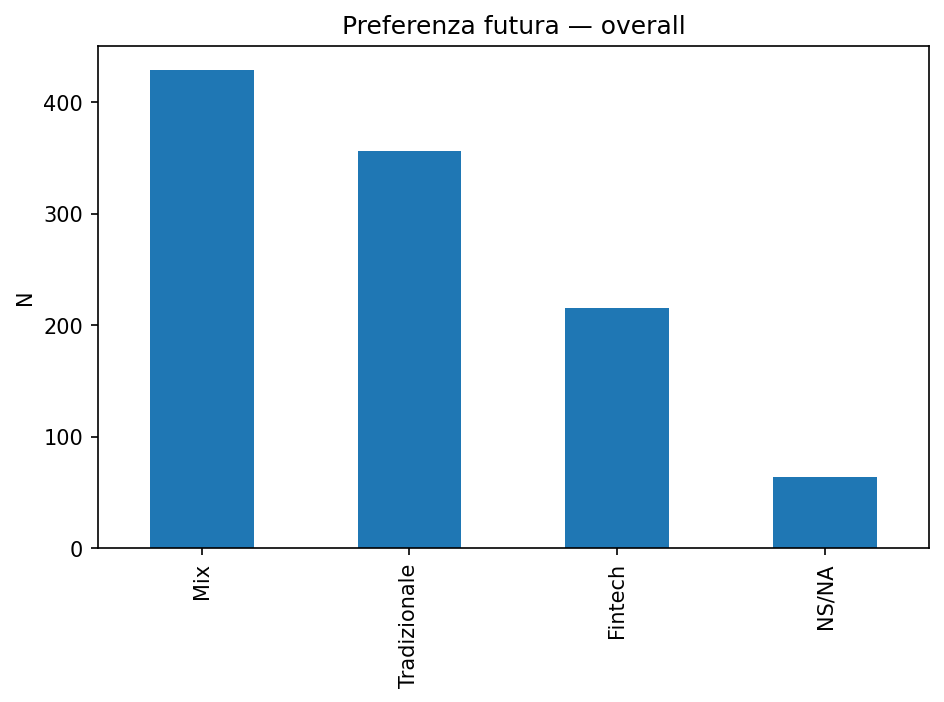 Preferenza futura — overall
400
300
200
100
0
N
Mix
Tradizionale
Fintech
NS/NA